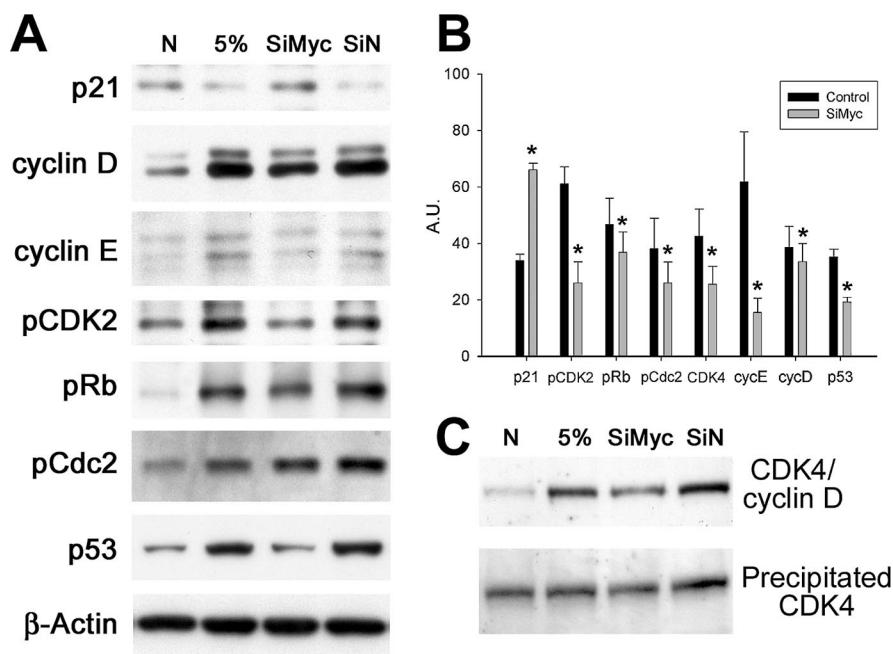 A
N 5% SiMyc SiN
p21
cyclin D
cyclin E
pCDK2
pRb
pCdc2
p53
β-Actin
B
100
80
60
40
20
0
A.U.
Control
SiMyc
*
*
*
*
*
*
*
*
p21 pCDK2 pRb pCdc2 CDK4 cycE cycD p53
C
N 5% SiMyc SiN
CDK4/
cyclin D
Precipitated
CDK4